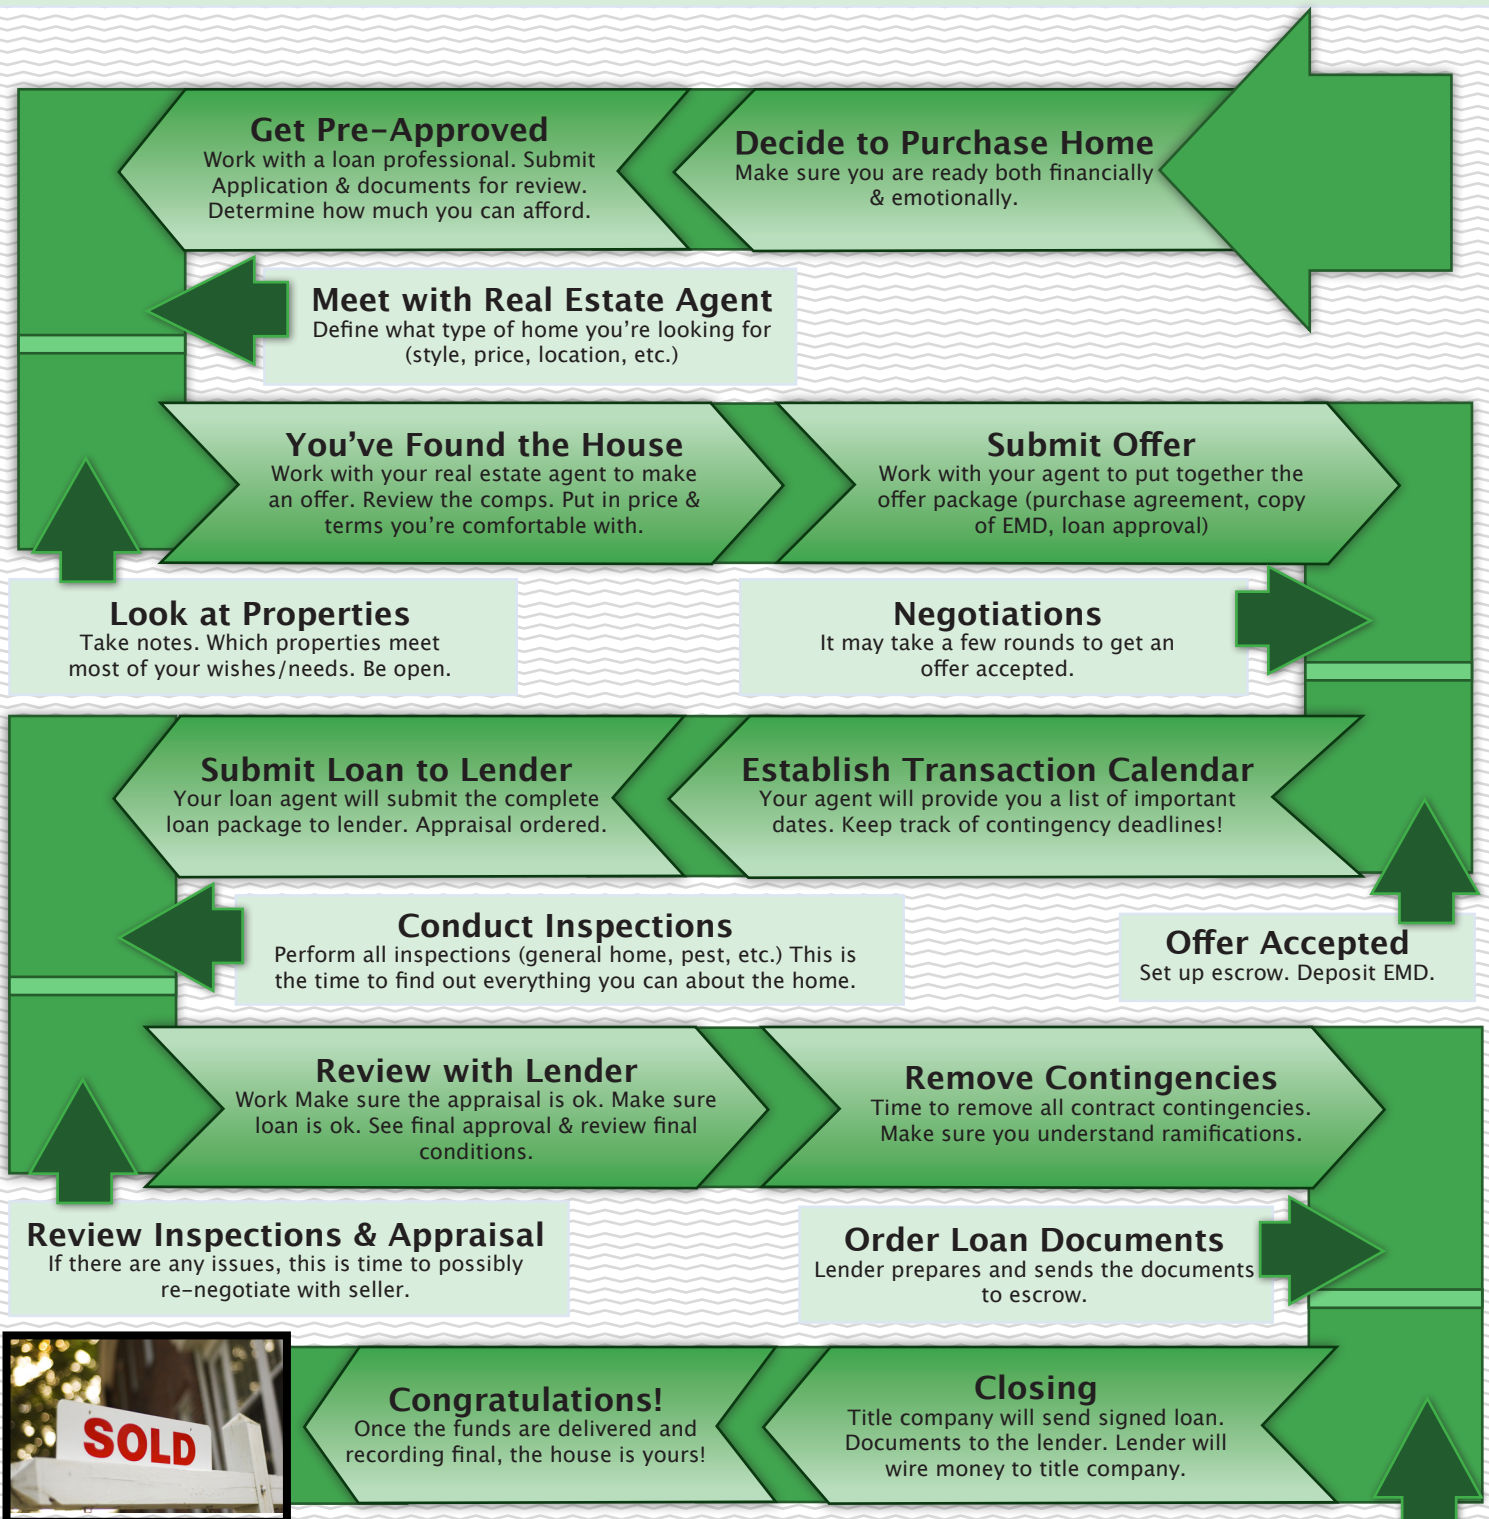 Decide to Purchase Home
Make sure you are ready both financially
& emotionally.
Get Pre-Approved
Work with a loan professional. Submit
Application & documents for review.
Determine how much you can afford.
Meet with Real Estate Agent
Define what type of home you're looking for
(style, price, location, etc.)
Look at Properties
Take notes. Which properties meet
most of your wishes/needs. Be open.
You've Found the House
Work with your real estate agent to make
an offer. Review the comps. Put in price &
terms you're comfortable with.
Submit Offer
Work with your agent to put together the
offer package (purchase agreement, copy
of EMD, loan approval)
Negotiations
It may take a few rounds to get an
offer accepted.
Offer Accepted
Set up escrow. Deposit EMD.
Establish Transaction Calendar
Your agent will provide you a list of important
dates. Keep track of contingency deadlines!
Submit Loan to Lender
Your loan agent will submit the complete
loan package to lender. Appraisal ordered.
Conduct Inspections
Perform all inspections (general home, pest, etc.) This is
the time to find out everything you can about the home.
Review Inspections & Appraisal
If there are any issues, this is time to possibly
re-negotiate with seller.
Review with Lender
Work Make sure the appraisal is ok. Make sure
loan is ok. See final approval & review final
conditions.
Remove Contingencies
Time to remove all contract contingencies.
Make sure you understand ramifications.
Order Loan Documents
Lender prepares and sends the documents
to escrow.
Closing
Title company will send signed loan.
Documents to the lender. Lender will
wire money to title company.
Congratulations!
Once the funds are delivered and
recording final, the house is yours!
SOLD